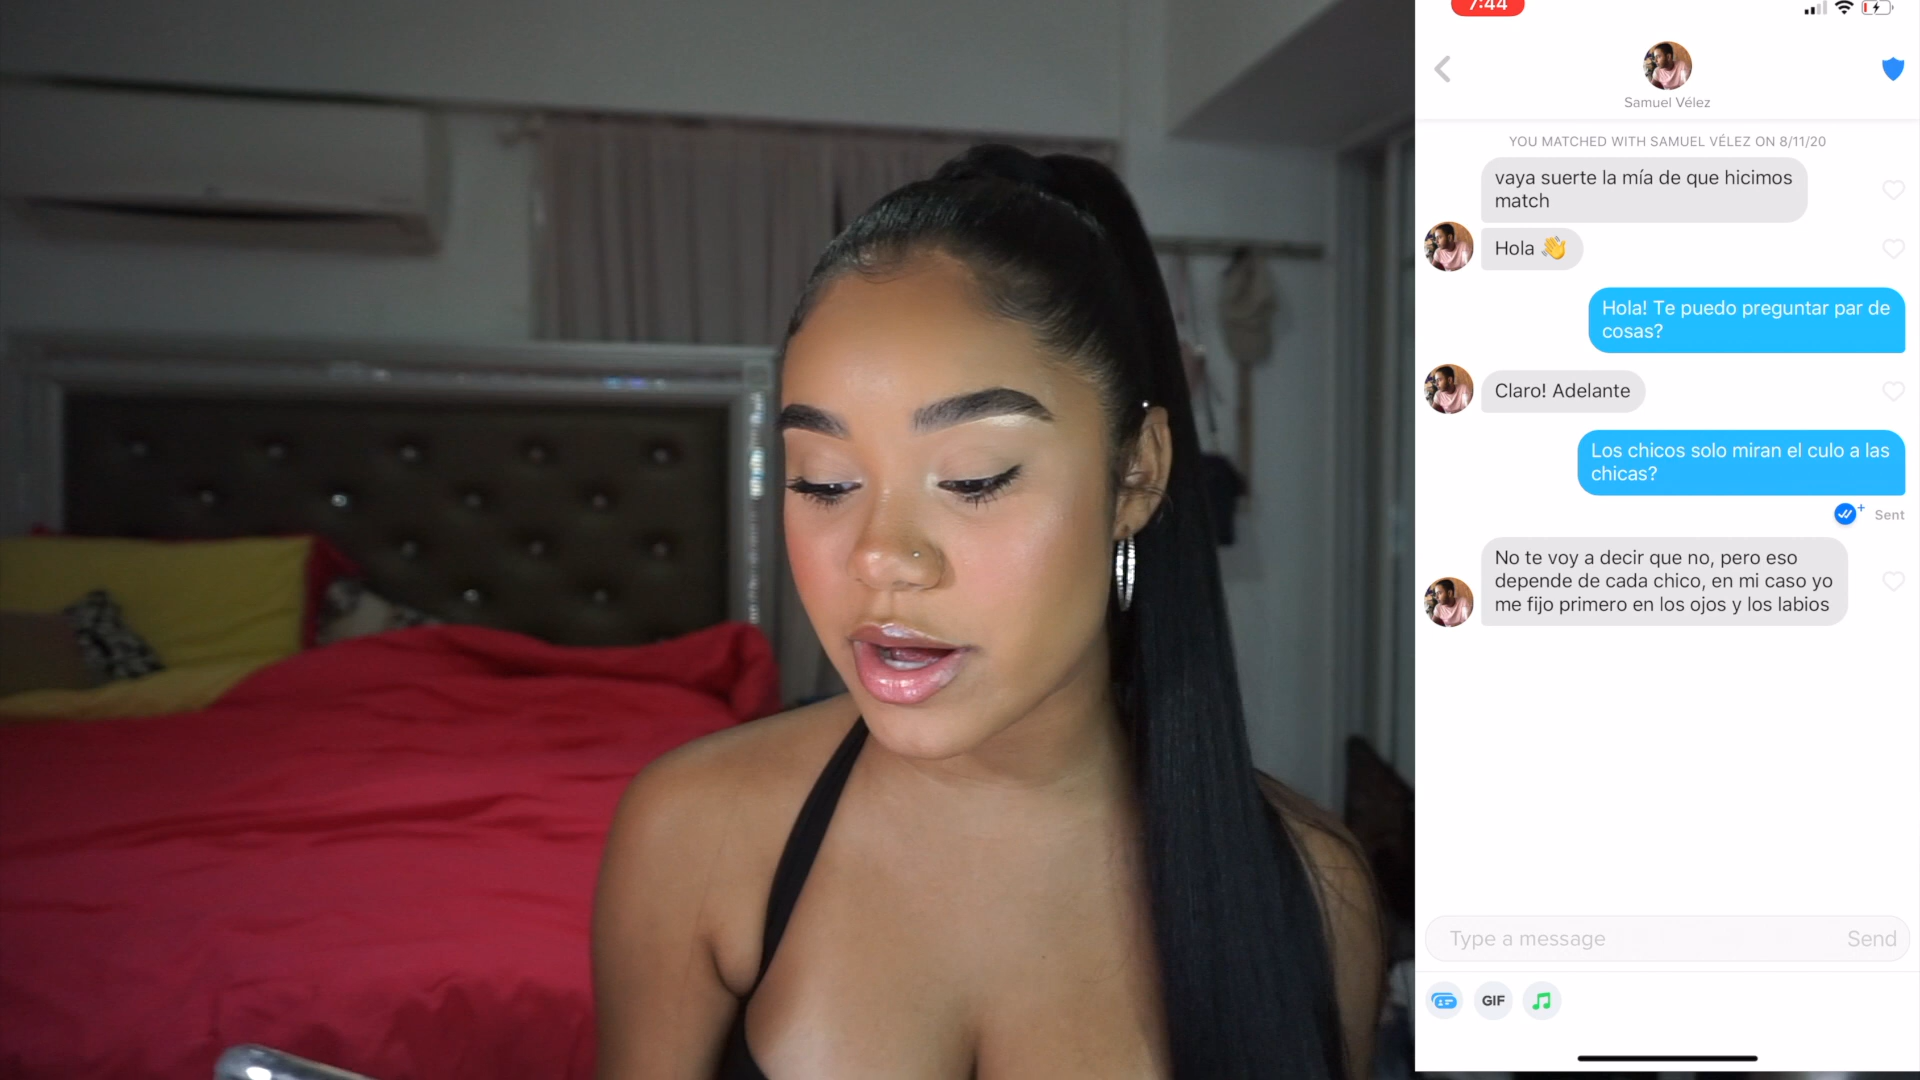 7:44
Samuel Vélez
YOU MATCHED WITH SAMUEL VÉLEZ ON 8/11/20
vaya suerte la mía de que hicimos
match
Hola 👋
Hola! Te puedo preguntar par de
cosas?
Claro! Adelante
Los chicos solo miran el culo a las
chicas?
Sent
No te voy a decir que no, pero eso
depende de cada chico, en mi caso yo
me fijo primero en los ojos y los labios
Type a message
Send
GIF